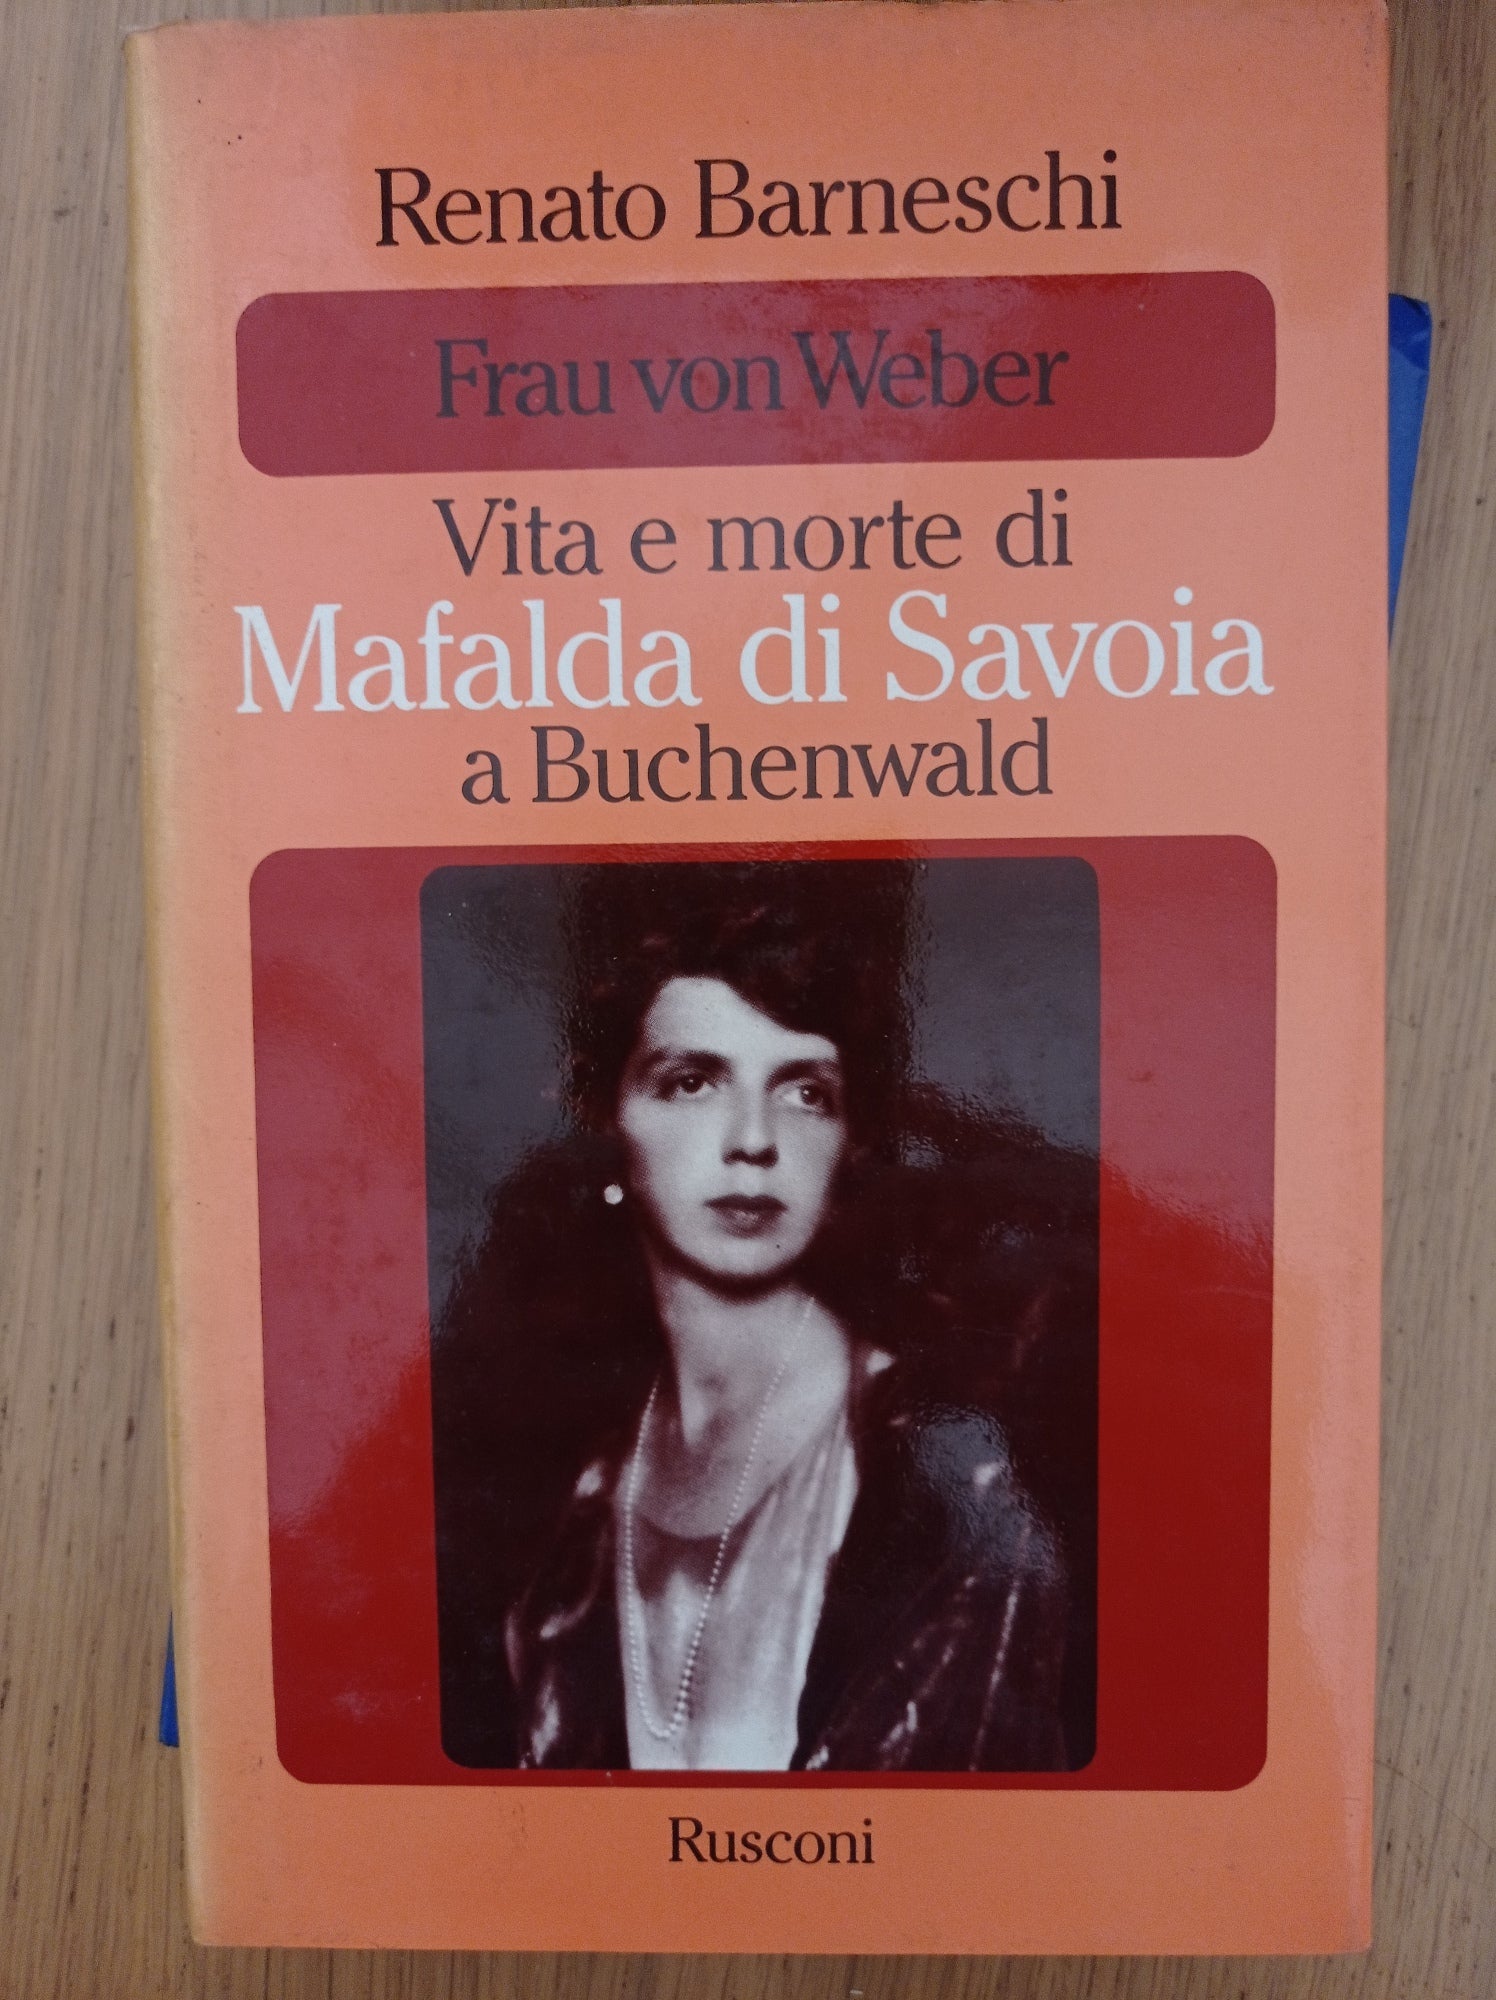 Renato Barneschi
Frau von Weber
Vita e morte di
Mafalda di Savoia
a Buchenwald
Rusconi